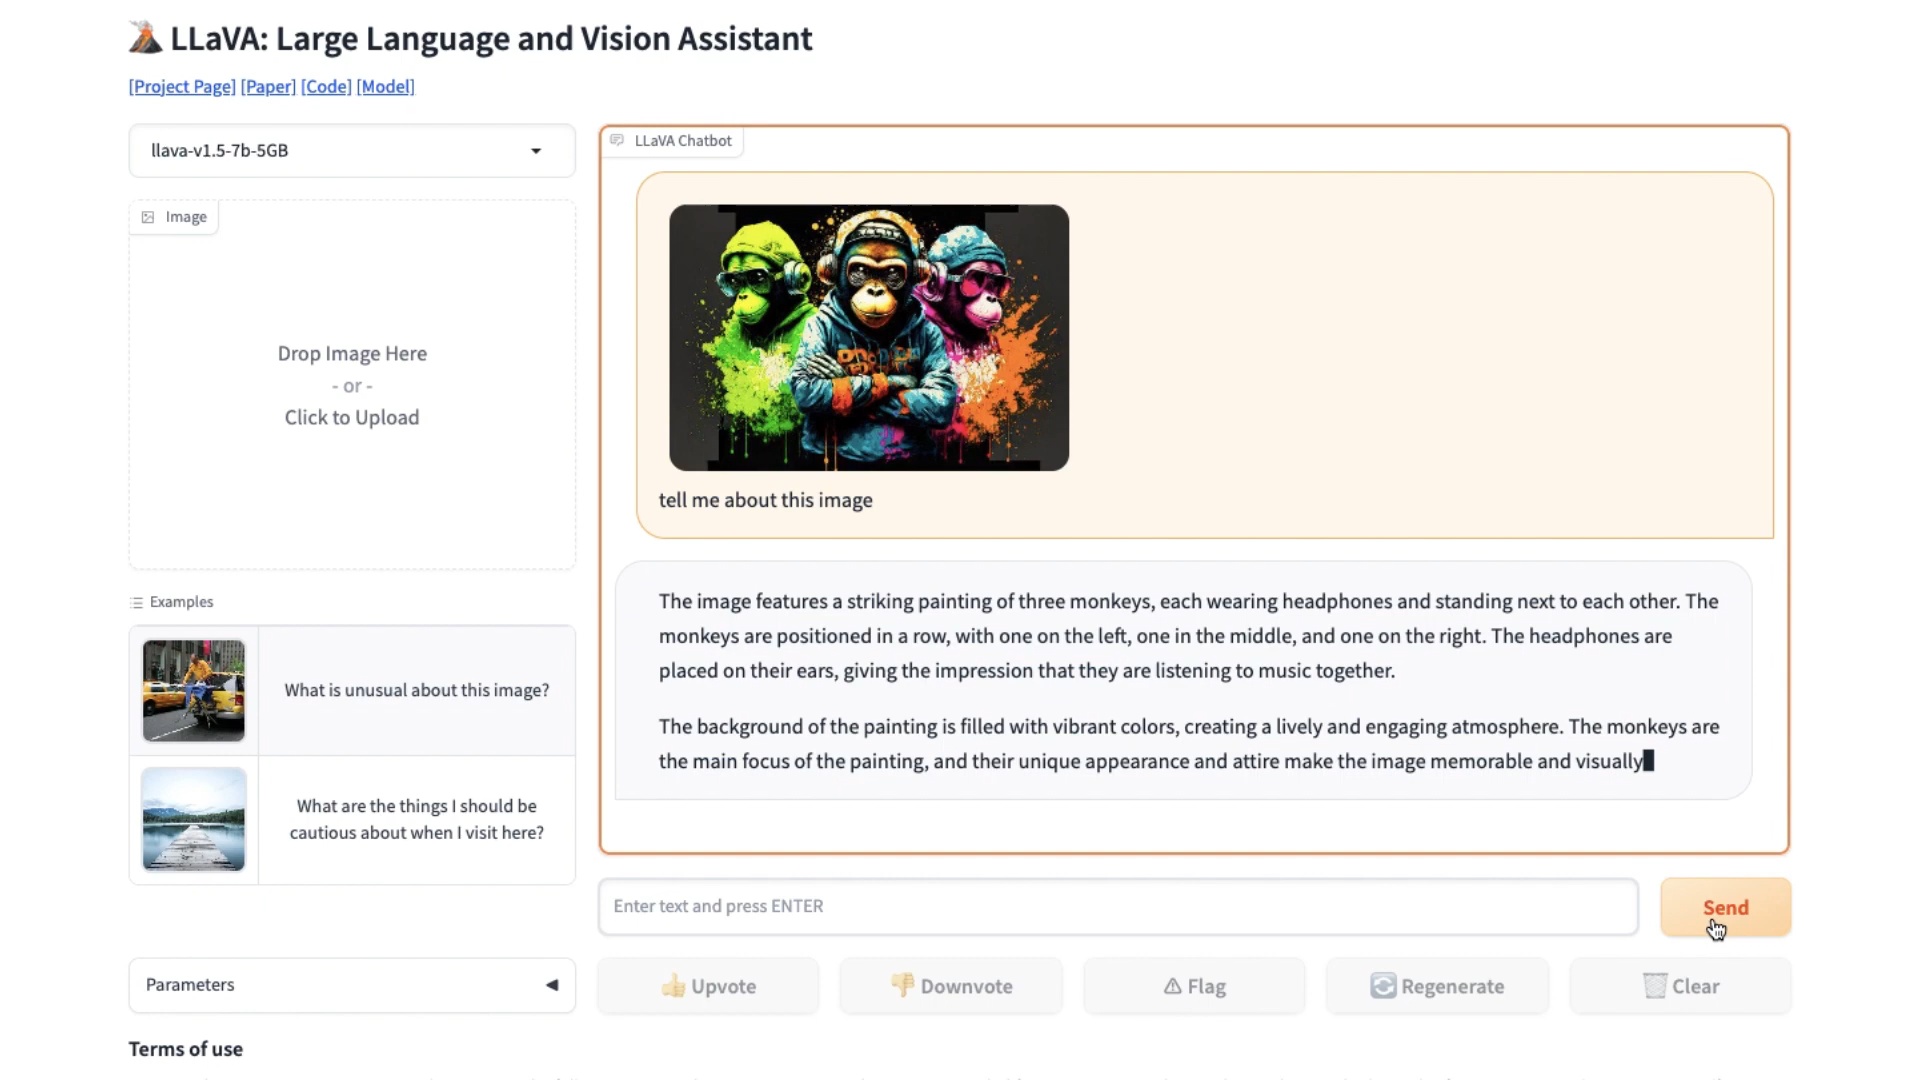 LLaVA: Large Language and Vision Assistant
[Project Page] [Paper] [Code] [Model]
llava-v1.5-7b-5GB
Image
Drop Image Here
- or -
Click to Upload
Examples
What is unusual about this image?
What are the things I should be
cautious about when I visit here?
Parameters
LLaVA Chatbot
tell me about this image
The image features a striking painting of three monkeys, each wearing headphones and standing next to each other. The
monkeys are positioned in a row, with one on the left, one in the middle, and one on the right. The headphones are
placed on their ears, giving the impression that they are listening to music together.
The background of the painting is filled with vibrant colors, creating a lively and engaging atmosphere. The monkeys are
the main focus of the painting, and their unique appearance and attire make the image memorable and visually
Enter text and press ENTER
Send
Upvote
Downvote
Flag
Regenerate
Clear
Terms of use